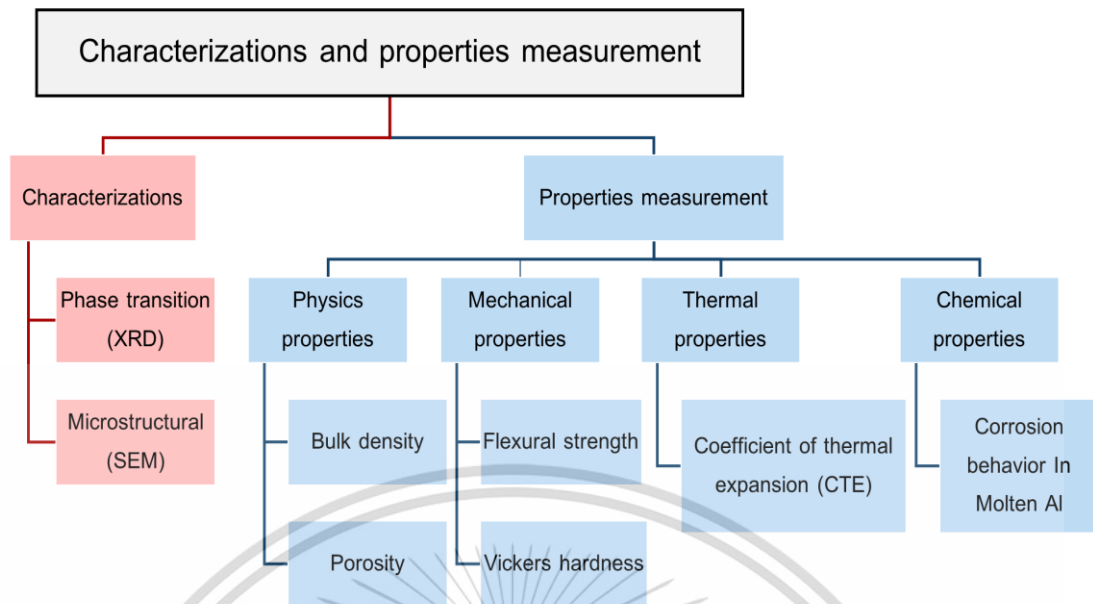 Characterizations and properties measurement
Characterizations
Properties measurement
Phase transition
(XRD)
Microstructural
(SEM)
Physics
properties
Bulk density
Porosity
Mechanical
properties
Flexural strength
Vickers hardness
Thermal
properties
Coefficient of thermal
expansion (CTE)
Chemical
properties
Corrosion
behavior In
Molten Al